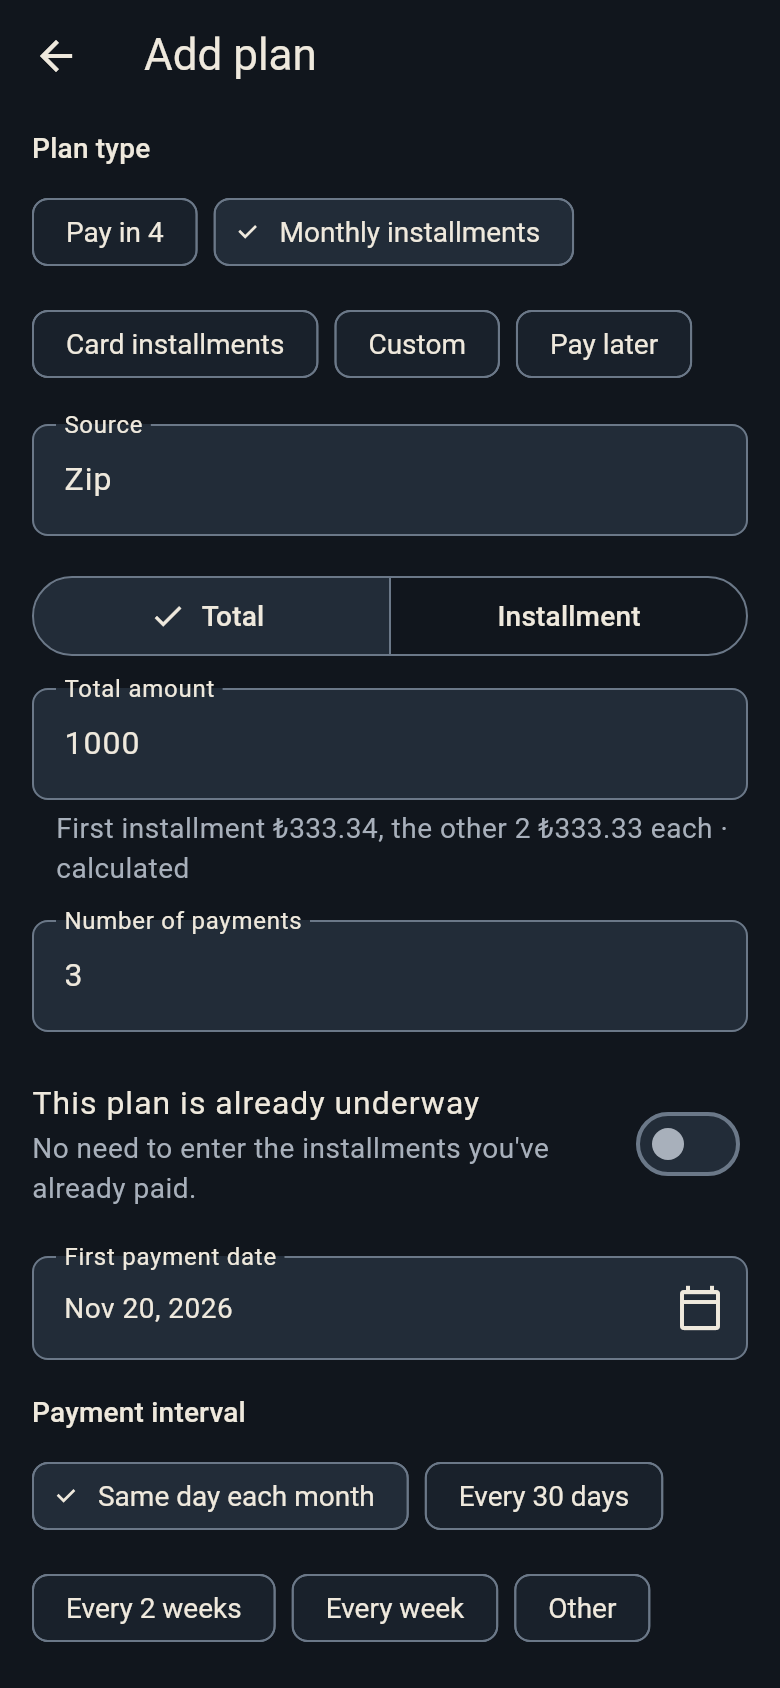 Add plan
Plan type
Pay in 4
Monthly installments
Card installments
Custom
Pay later
Source
Zip
Total
Installment
Total amount
1000
First installment ₺333.34, the other 2 ₺333.33 each ·
calculated
Number of payments
3
This plan is already underway
No need to enter the installments you've
already paid.
First payment date
Nov 20, 2026
Payment interval
Same day each month
Every 30 days
Every 2 weeks
Every week
Other